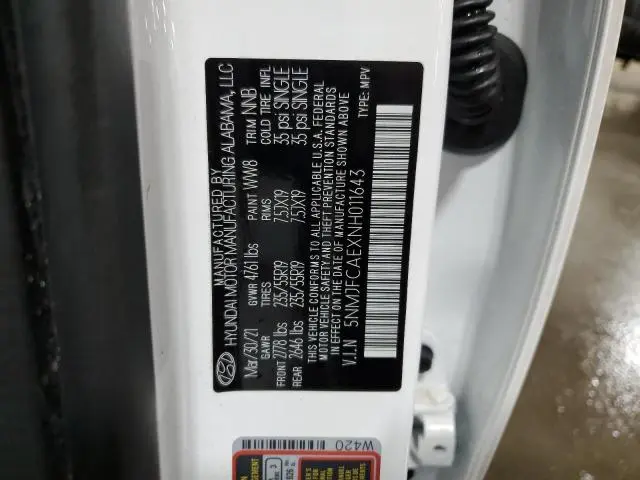 MANUFACTURED BY
HYUNDAI MOTOR MANUFACTURING ALABAMA, LLC
Mar/30/21 GVWR 4761 lbs PAINT WW8 TRIM NNB
GAWR TIRES RIMS COLD TIRE INFL
FRONT 2778 lbs 235/55R19 7.5JX19 35 psi SINGLE
REAR 2646 lbs 235/55R19 7.5JX19 35 psi SINGLE
THIS VEHICLE CONFORMS TO ALL APPLICABLE U.S.A. FEDERAL
MOTOR VEHICLE SAFETY AND THEFT PREVENTION STANDARDS
IN EFFECT ON THE DATE OF MANUFACTURE SHOWN ABOVE
V.I.N 5NMJFCAEXNH011643 TYPE: MPV
W420